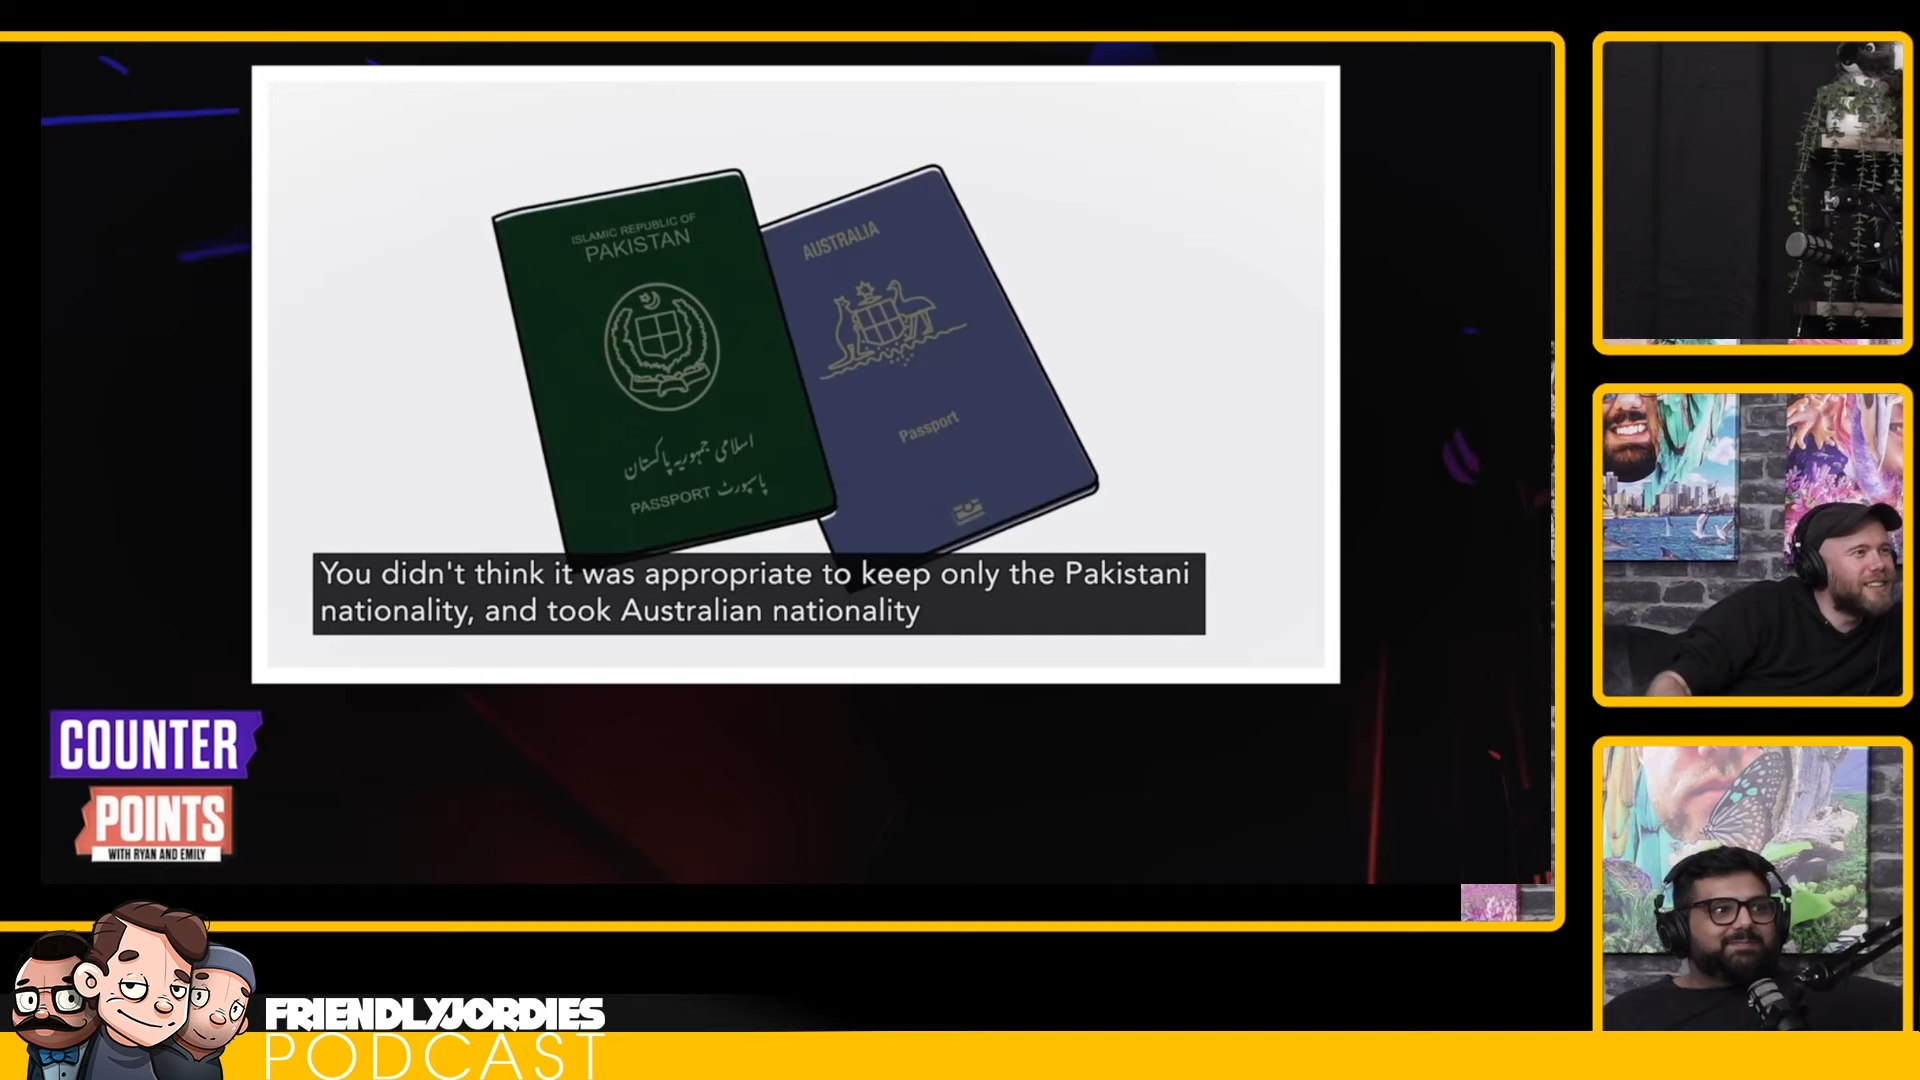 ISLAMIC REPUBLIC OF
PAKISTAN
اسلامی جمہوریہ پاکستان
PASSPORT پاسپورٹ
AUSTRALIA
Passport
You didn't think it was appropriate to keep only the Pakistani
nationality, and took Australian nationality
COUNTER
POINTS
WITH RYAN AND EMILY
FRIENDLYJORDIES
PODCAST